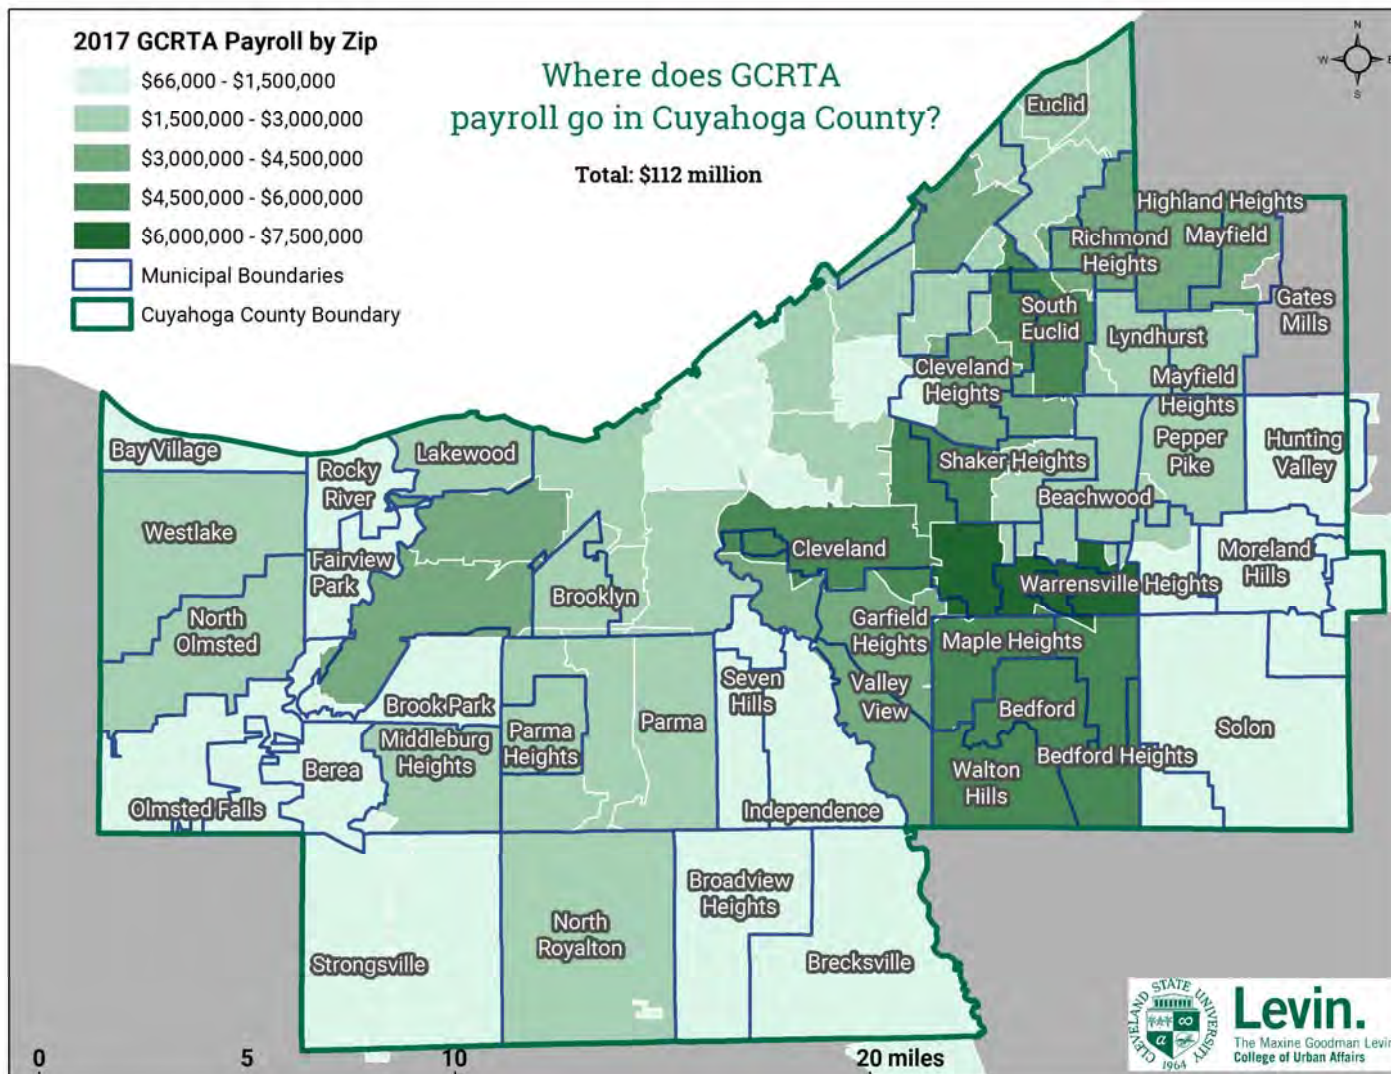 2017 GCRTA Payroll by Zip
$66,000 - $1,500,000
$1,500,000 - $3,000,000
$3,000,000 - $4,500,000
$4,500,000 - $6,000,000
$6,000,000 - $7,500,000
Municipal Boundaries
Cuyahoga County Boundary
Where does GCRTA
payroll go in Cuyahoga County?
Total: $112 million
N
W
E
S
Euclid
Highland Heights
Richmond
Heights
Mayfield
Gates
Mills
South
Euclid
Lyndhurst
Cleveland
Heights
Mayfield
Heights
Bay Village
Lakewood
Rocky
River
Shaker Heights
Pepper
Pike
Hunting
Valley
Beachwood
Westlake
Fairview
Park
Cleveland
Moreland
Hills
Warrensville Heights
Brooklyn
North
Olmsted
Garfield
Heights
Maple Heights
Seven
Hills
Valley
View
Brook Park
Bedford
Parma
Heights
Parma
Solon
Middleburg
Heights
Berea
Bedford Heights
Walton
Hills
Olmsted Falls
Independence
Broadview
Heights
North
Royalton
Strongsville
Brecksville
0
5
10
20 miles
CLEVELAND STATE UNIVERSITY
1964
Levin.
The Maxine Goodman Levin
College of Urban Affairs